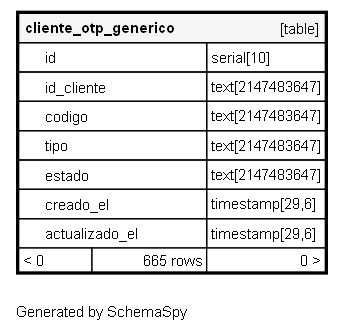 cliente_otp_generico [table]
id serial[10]
id_cliente text[2147483647]
codigo text[2147483647]
tipo text[2147483647]
estado text[2147483647]
creado_el timestamp[29,6]
actualizado_el timestamp[29,6]
< 0 665 rows 0 >
Generated by SchemaSpy